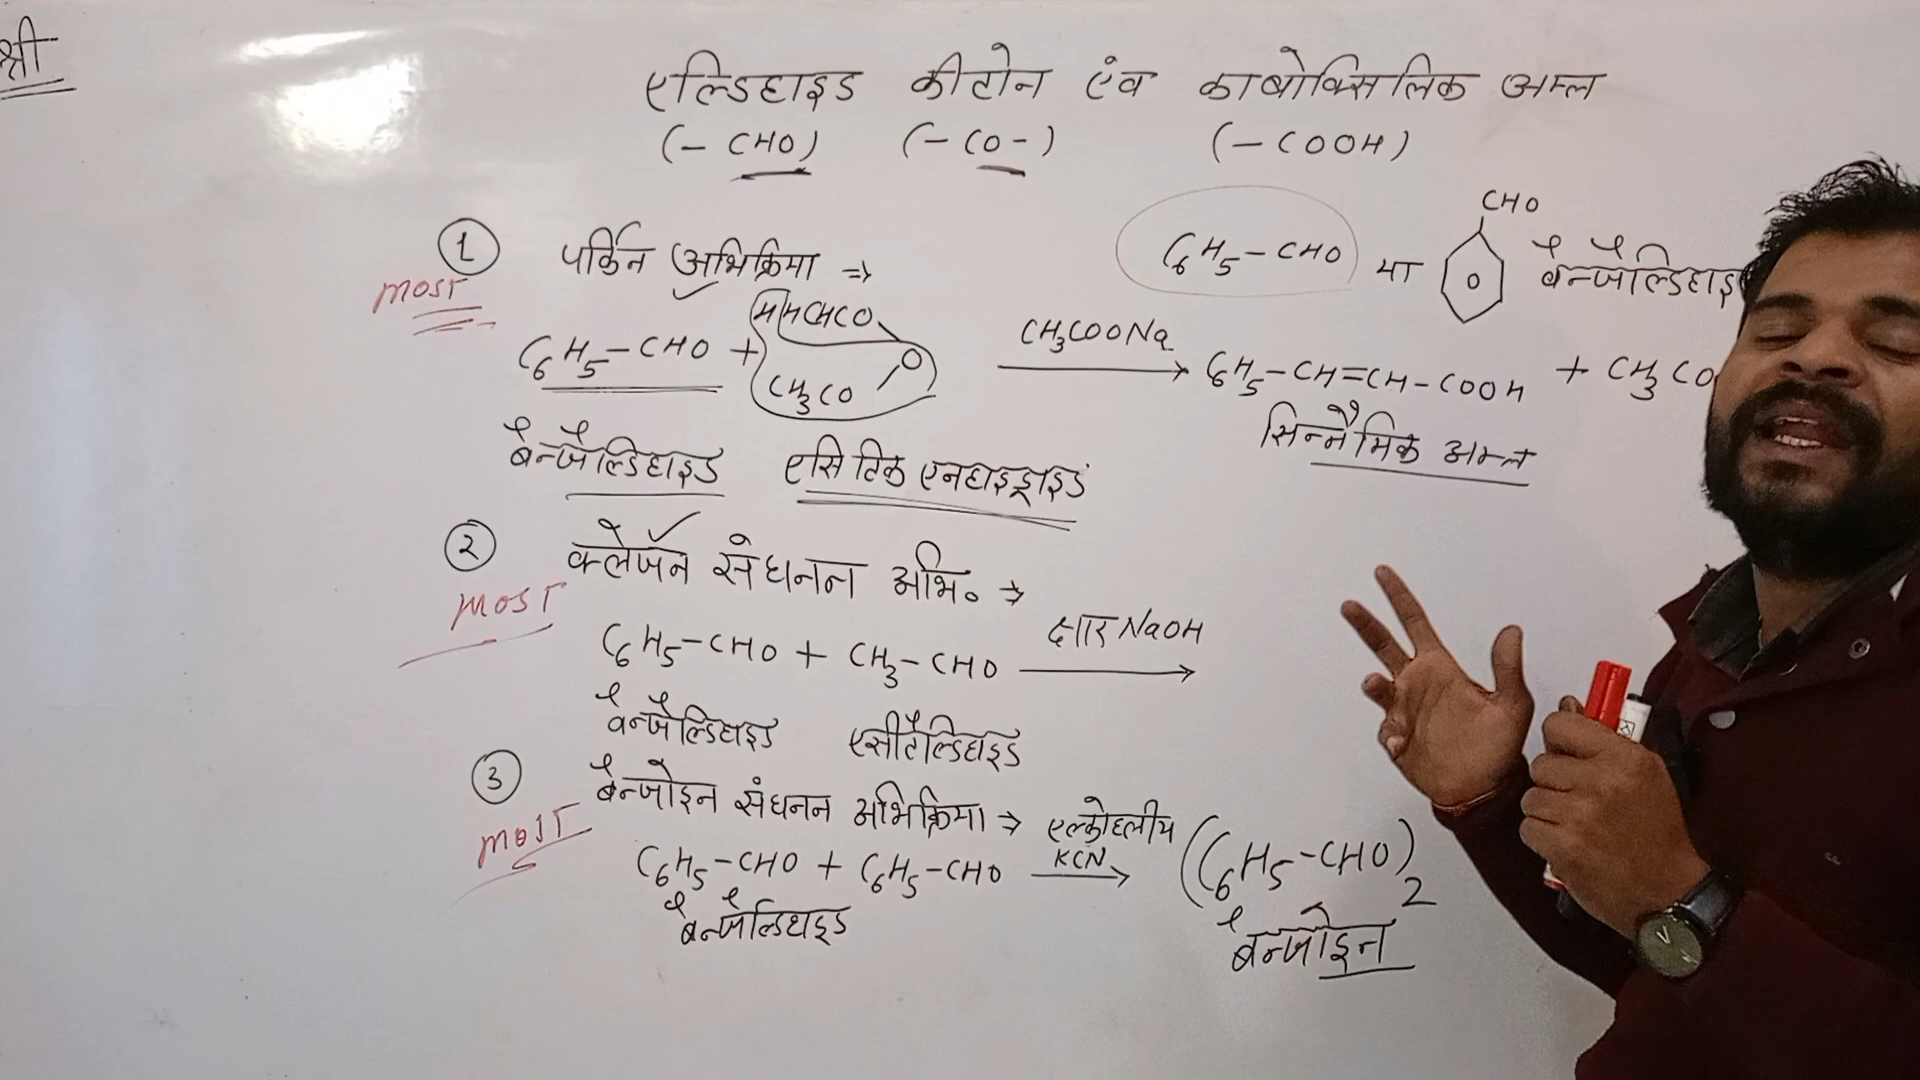 श्री
एल्डिहाइड कीटोन एंव कार्बोक्सिलिक अम्ल
(- CHO) (- CO -) (- COOH)
① पर्किन अभिक्रिया ⇒ C6H5-CHO या CHO बैन्जैल्डिहाइ
MOST
C6H5-CHO + HHCHCO O CH3CO CH3COONa → C6H5-CH=CH-COOH + CH3CO
बैन्जैल्डिहाइड एसिटिक एनहाइड्राइड सिन्नैमिक अम्ल
② क्लेजन संघनन अभि० ⇒
MOST
C6H5-CHO + CH3-CHO क्षार NaOH →
बैन्जैल्डिहाइड एसीटैल्डिहाइड
③ बैन्जोइन संघनन अभिक्रिया ⇒ एल्कोहलीय
MOST
C6H5-CHO + C6H5-CHO KCN → (C6H5-CHO)2
बैन्जैल्डिहाइड बैन्जोइन